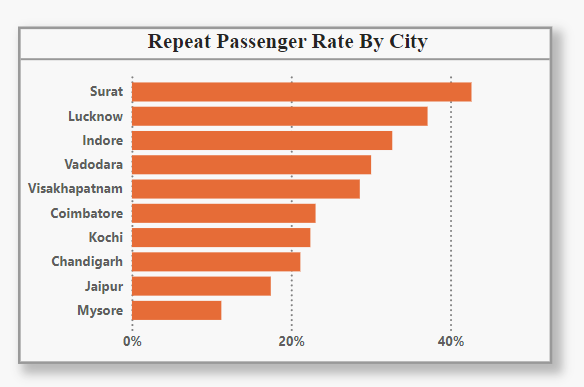 Repeat Passenger Rate By City
Surat
Lucknow
Indore
Vadodara
Visakhapatnam
Coimbatore
Kochi
Chandigarh
Jaipur
Mysore
0% 20% 40%